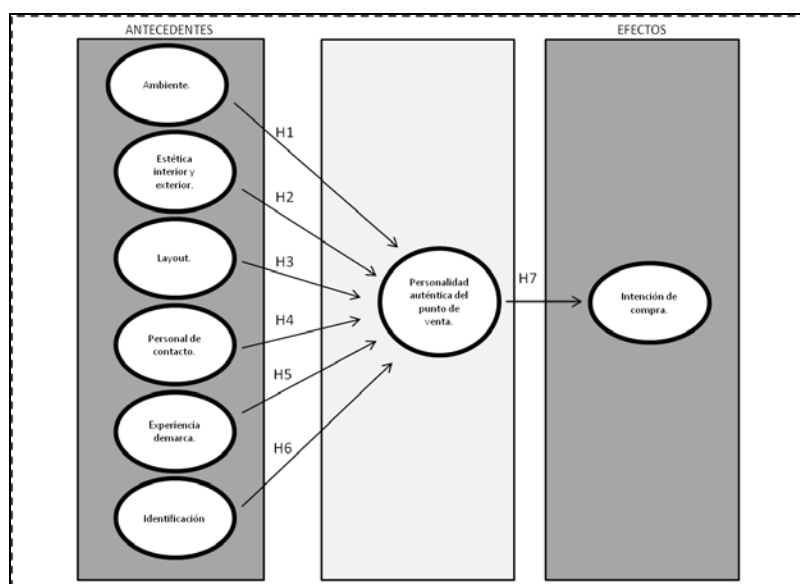 ANTECEDENTES
EFECTOS
Ambiente.
H1
Estética
interior y
exterior.
H2
Layout.
H3
Personalidad
auténtica del
punto de
venta.
H7
Intención de
compra.
Personal de
contacto.
H4
Experiencia
demarca.
H5
Identificación
H6